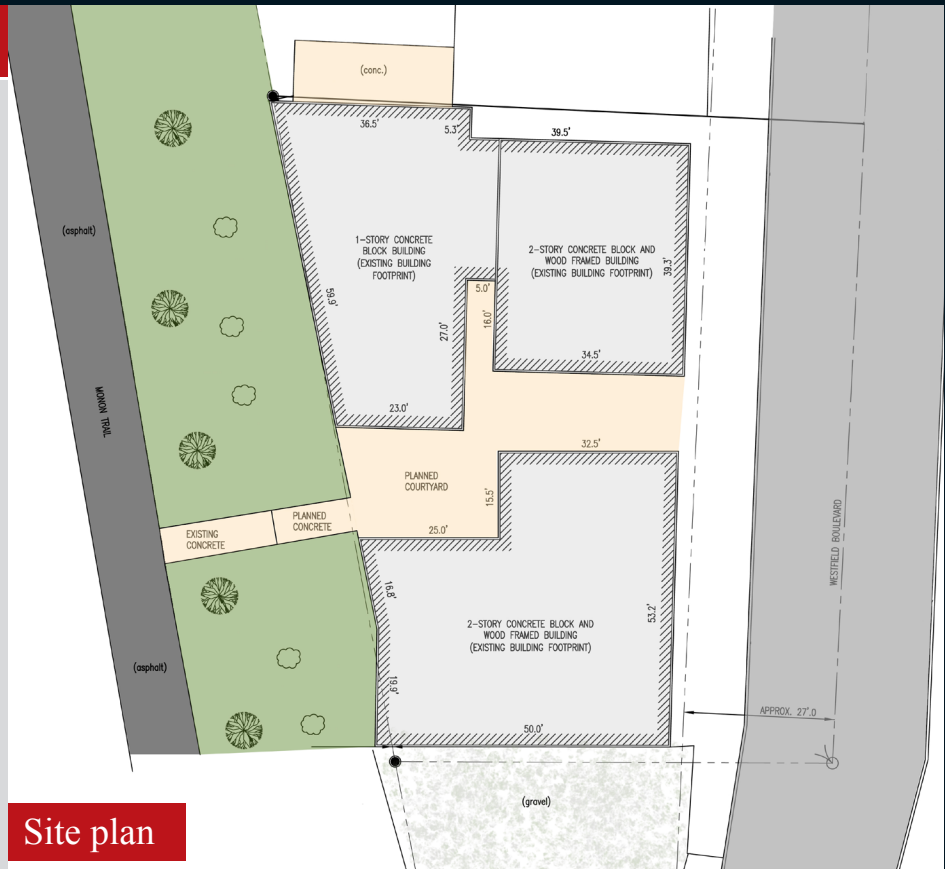 (conc.)
36.5'
5.3'
39.5'
(asphalt)
1-STORY CONCRETE
BLOCK BUILDING
(EXISTING BUILDING
FOOTPRINT)
2-STORY CONCRETE BLOCK AND
WOOD FRAMED BUILDING
(EXISTING BUILDING FOOTPRINT)
39.3'
59.9'
5.0'
16.0'
27.0'
34.5'
MONON TRAIL
23.0'
32.5'
PLANNED
COURTYARD
15.5'
PLANNED
CONCRETE
EXISTING
CONCRETE
25.0'
WESTFIELD BOULEVARD
16.8'
53.2'
2-STORY CONCRETE BLOCK AND
WOOD FRAMED BUILDING
(EXISTING BUILDING FOOTPRINT)
(asphalt)
19.9'
APPROX. 27'.0
50.0'
(gravel)
Site plan